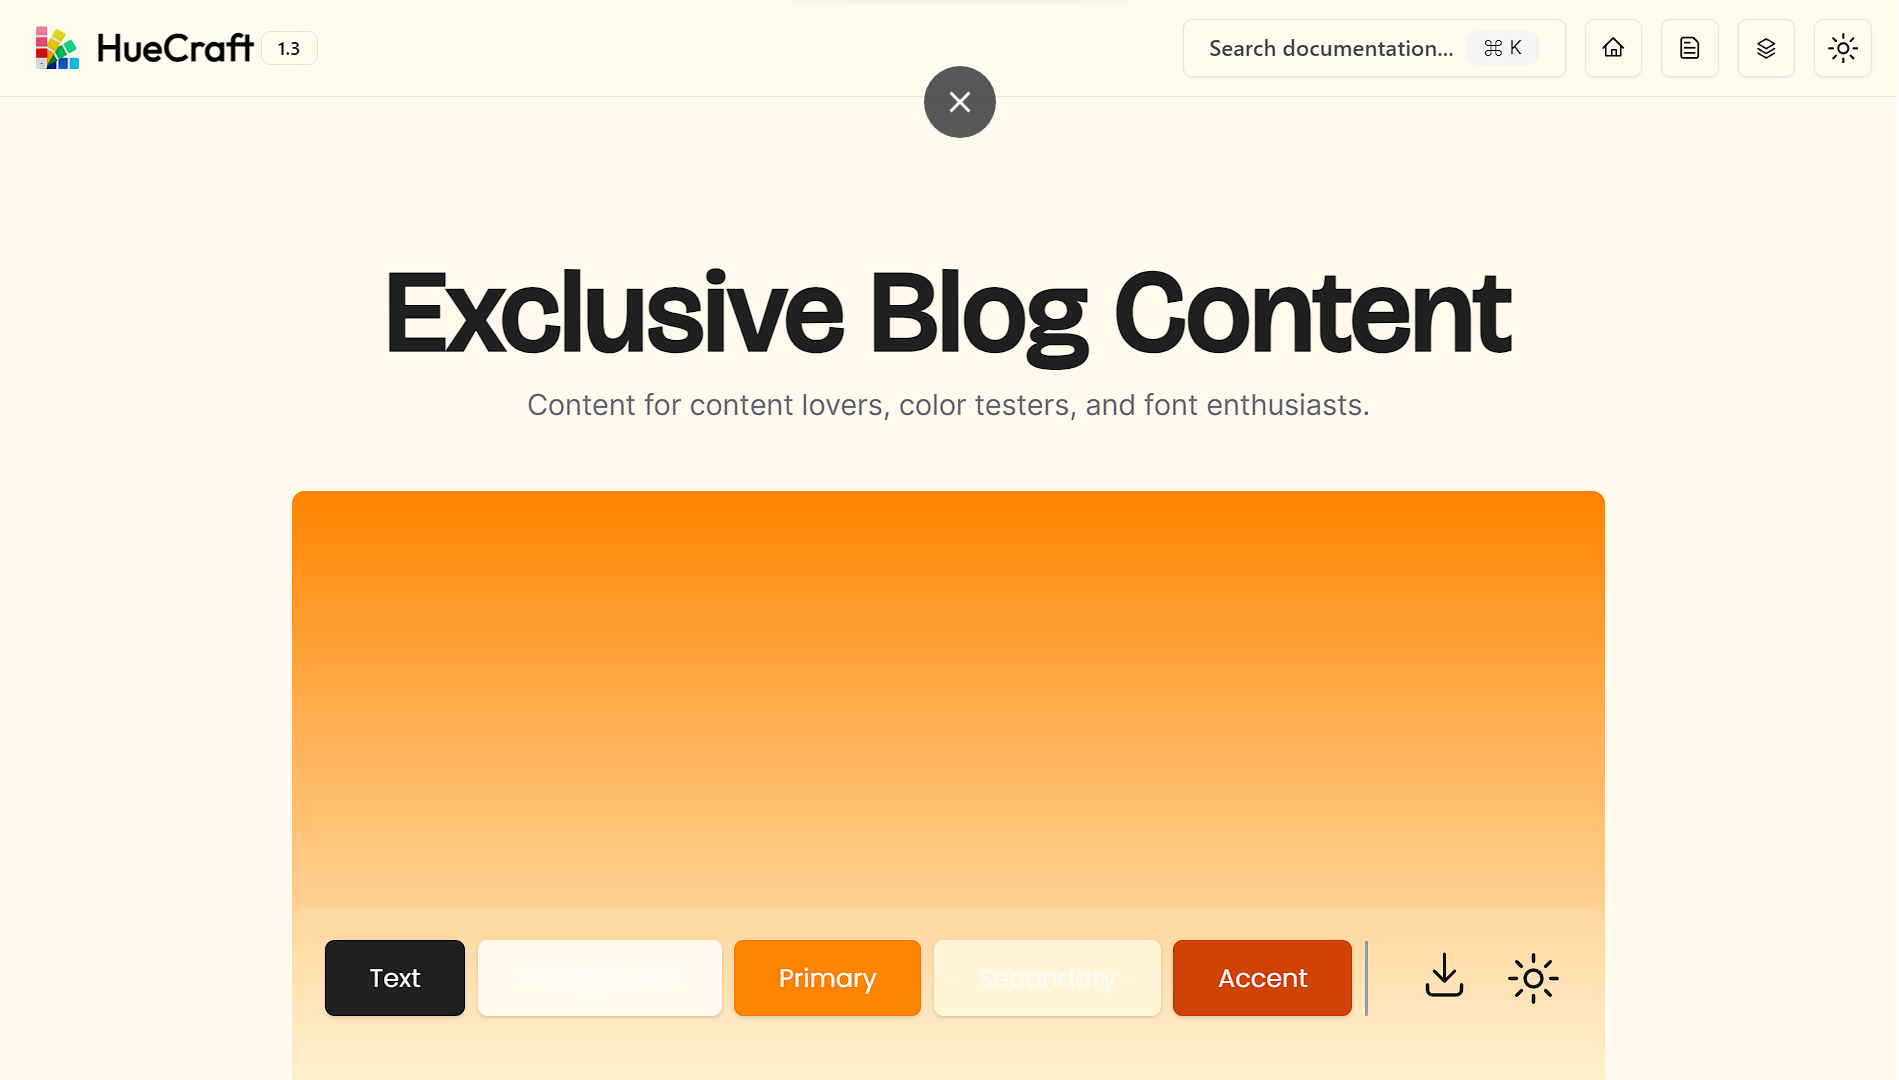 HueCraft 1.3
Search documentation... ⌘ K
Exclusive Blog Content
Content for content lovers, color testers, and font enthusiasts.
Text Background Primary Secondary Accent